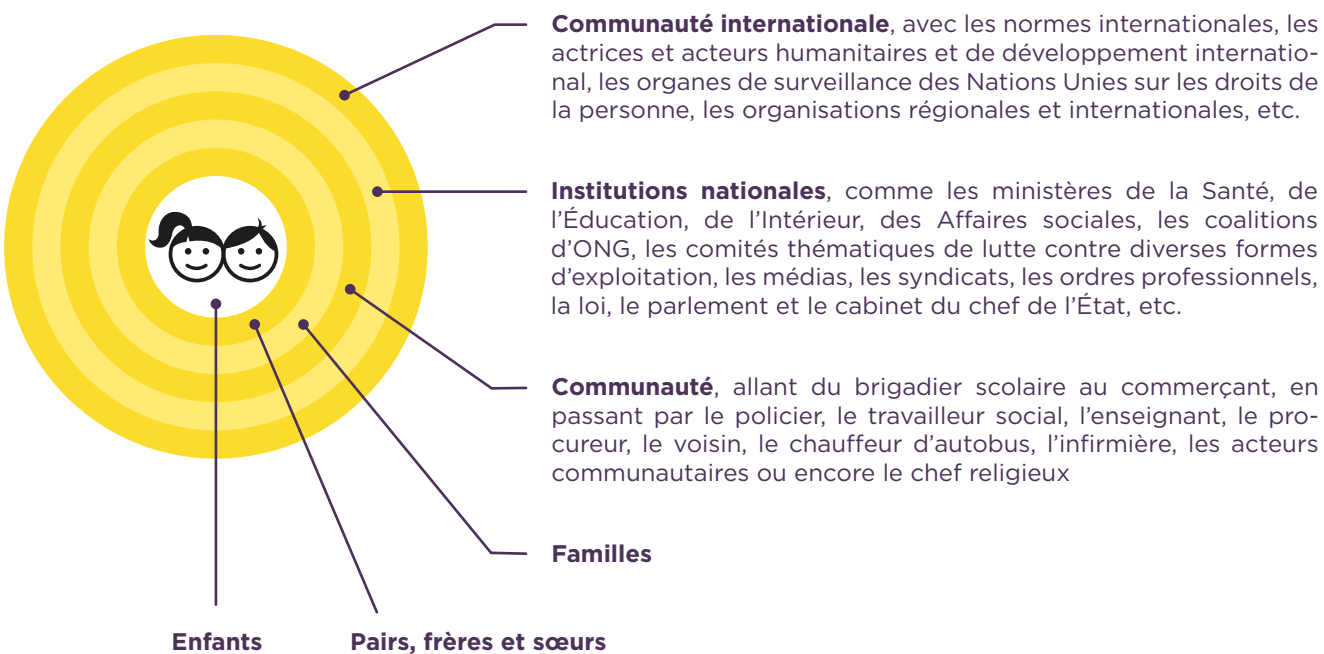 Communauté internationale, avec les normes internationales, les
actrices et acteurs humanitaires et de développement internatio-
nal, les organes de surveillance des Nations Unies sur les droits de
la personne, les organisations régionales et internationales, etc.
Institutions nationales, comme les ministères de la Santé, de
l’Éducation, de l’Intérieur, des Affaires sociales, les coalitions
d’ONG, les comités thématiques de lutte contre diverses formes
d’exploitation, les médias, les syndicats, les ordres professionnels,
la loi, le parlement et le cabinet du chef de l’État, etc.
Communauté, allant du brigadier scolaire au commerçant, en
passant par le policier, le travailleur social, l’enseignant, le pro-
cureur, le voisin, le chauffeur d’autobus, l’infirmière, les acteurs
communautaires ou encore le chef religieux
Familles
Enfants
Pairs, frères et sœurs